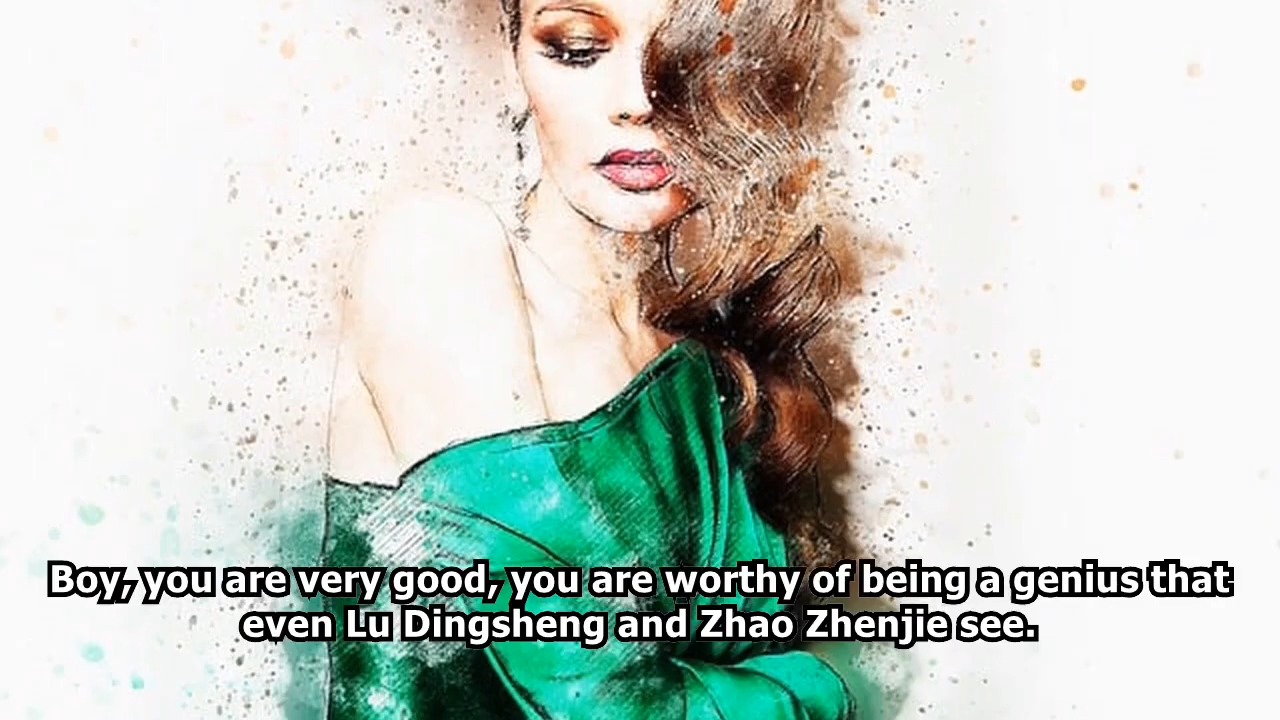 Boy, you are very good, you are worthy of being a genius that
even Lu Dingsheng and Zhao Zhenjie see.